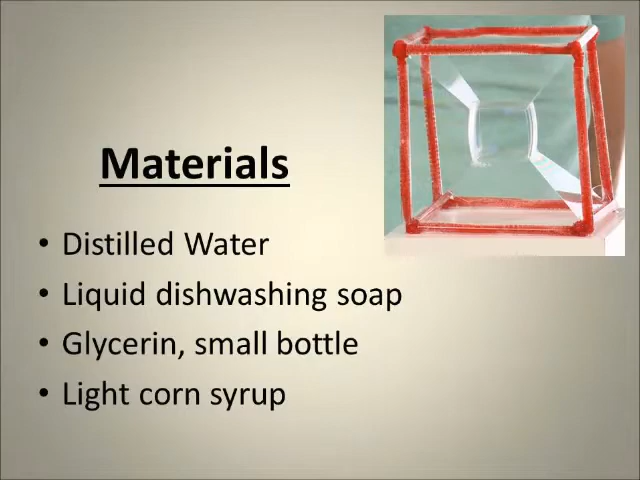 Materials
• Distilled Water
• Liquid dishwashing soap
• Glycerin, small bottle
• Light corn syrup